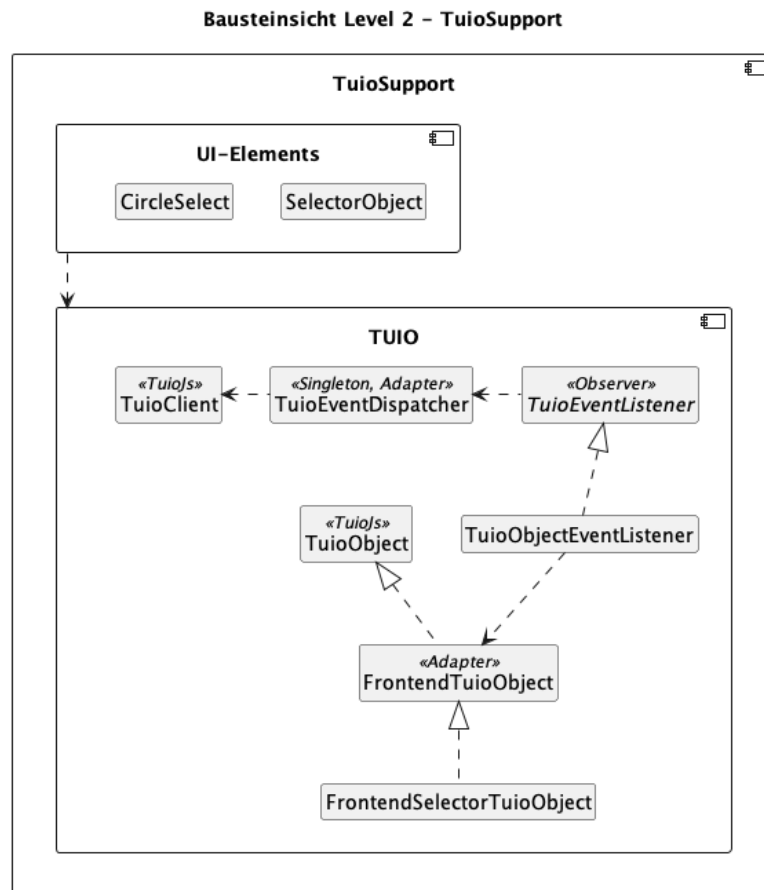 Bausteinsicht Level 2 - TuioSupport
TuioSupport
UI-Elements
CircleSelect
SelectorObject
TUIO
«TuioJs»
TuioClient
«Singleton, Adapter»
TuioEventDispatcher
«Observer»
TuioEventListener
«TuioJs»
TuioObject
TuioObjectEventListener
«Adapter»
FrontendTuioObject
FrontendSelectorTuioObject